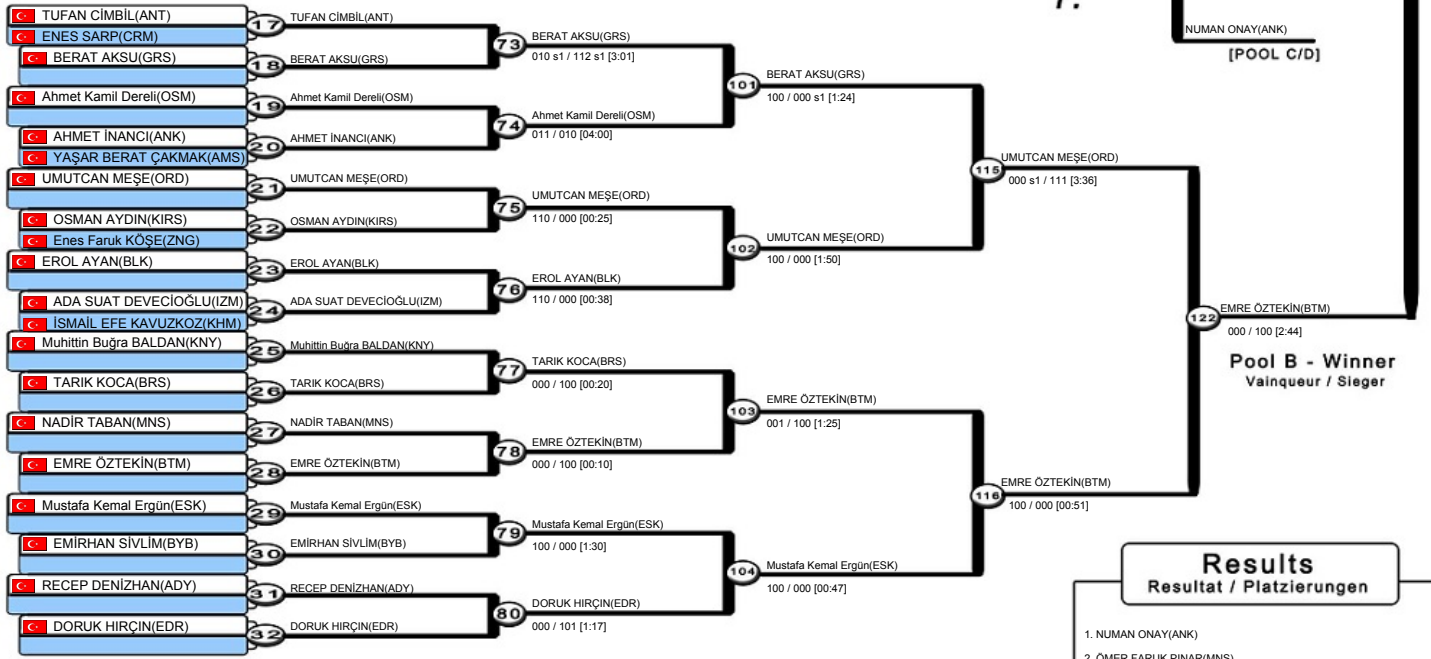 TUFAN CİMBİL(ANT)
ENES SARP(CRM)
BERAT AKSU(GRS)
Ahmet Kamil Dereli(OSM)
AHMET İNANCI(ANK)
YAŞAR BERAT ÇAKMAK(AMS)
UMUTCAN MEŞE(ORD)
OSMAN AYDIN(KIRS)
Enes Faruk KÖŞE(ZNG)
EROL AYAN(BLK)
ADA SUAT DEVECİOĞLU(IZM)
İSMAİL EFE KAVUZKOZ(KHM)
Muhittin Buğra BALDAN(KNY)
TARIK KOCA(BRS)
NADİR TABAN(MNS)
EMRE ÖZTEKİN(BTM)
Mustafa Kemal Ergün(ESK)
EMİRHAN SİVLİM(BYB)
RECEP DENİZHAN(ADY)
DORUK HIRÇIN(EDR)
17 TUFAN CİMBİL(ANT)
18 BERAT AKSU(GRS)
19 Ahmet Kamil Dereli(OSM)
20 AHMET İNANCI(ANK)
21 UMUTCAN MEŞE(ORD)
22 OSMAN AYDIN(KIRS)
23 EROL AYAN(BLK)
24 ADA SUAT DEVECİOĞLU(IZM)
25 Muhittin Buğra BALDAN(KNY)
26 TARIK KOCA(BRS)
27 NADİR TABAN(MNS)
28 EMRE ÖZTEKİN(BTM)
29 Mustafa Kemal Ergün(ESK)
30 EMİRHAN SİVLİM(BYB)
31 RECEP DENİZHAN(ADY)
32 DORUK HIRÇIN(EDR)
73 BERAT AKSU(GRS)
010 s1 / 112 s1 [3:01]
74 Ahmet Kamil Dereli(OSM)
011 / 010 [04:00]
75 UMUTCAN MEŞE(ORD)
110 / 000 [00:25]
76 EROL AYAN(BLK)
110 / 000 [00:38]
77 TARIK KOCA(BRS)
000 / 100 [00:20]
78 EMRE ÖZTEKİN(BTM)
000 / 100 [00:10]
79 Mustafa Kemal Ergün(ESK)
100 / 000 [1:30]
80 DORUK HIRÇIN(EDR)
000 / 101 [1:17]
101 BERAT AKSU(GRS)
100 / 000 s1 [1:24]
102 UMUTCAN MEŞE(ORD)
100 / 000 [1:50]
103 EMRE ÖZTEKİN(BTM)
001 / 100 [1:25]
104 Mustafa Kemal Ergün(ESK)
100 / 000 [00:47]
115 UMUTCAN MEŞE(ORD)
000 s1 / 111 [3:36]
116 EMRE ÖZTEKİN(BTM)
100 / 000 [00:51]
NUMAN ONAY(ANK)
[POOL C/D]
122 EMRE ÖZTEKİN(BTM)
000 / 100 [2:44]
Pool B - Winner
Vainqueur / Sieger
Results
Resultat / Platzierungen
1. NUMAN ONAY(ANK)
2. ÖMER FARUK PINAR(MNS)